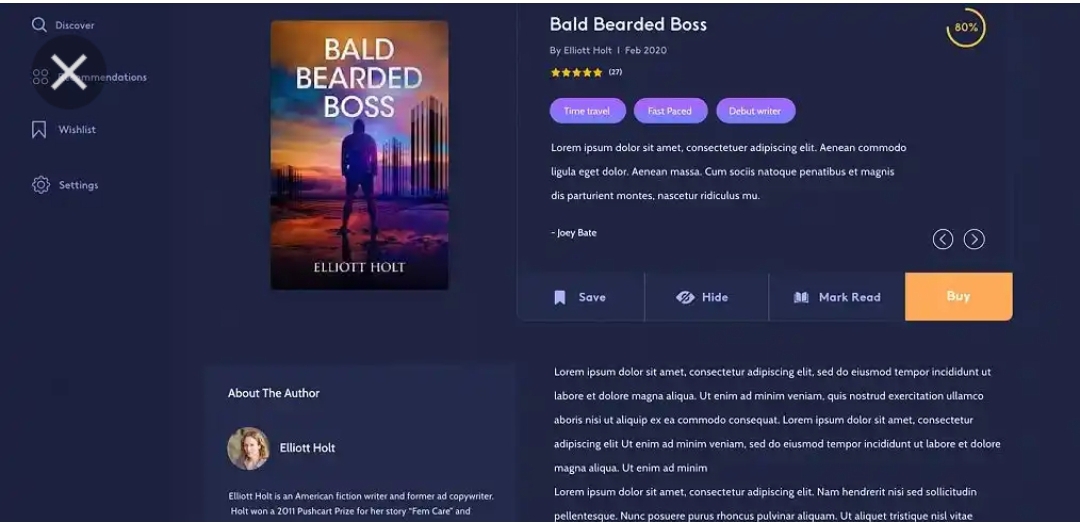 Discover
Wishlist
Settings
BALD
BEARDED
BOSS
ELLIOTT HOLT
Bald Bearded Boss
By Elliott Holt | Feb 2020
(27)
80%
Time travel
Fast Paced
Debut writer
Lorem ipsum dolor sit amet, consectetuer adipiscing elit. Aenean commodo
ligula eget dolor. Aenean massa. Cum sociis natoque penatibus et magnis
dis parturient montes, nascetur ridiculus mu.
- Joey Bate
Save
Hide
Mark Read
Buy
About The Author
Elliott Holt
Elliott Holt is an American fiction writer and former ad copywriter.
Holt won a 2011 Pushcart Prize for her story "Fem Care" and
Lorem ipsum dolor sit amet, consectetur adipiscing elit, sed do eiusmod tempor incididunt ut
labore et dolore magna aliqua. Ut enim ad minim veniam, quis nostrud exercitation ullamco
aboris nisi ut aliquip ex ea commodo consequat. Lorem ipsum dolor sit amet, consectetur
adipiscing elit Ut enim ad minim veniam, sed do eiusmod tempor incididunt ut labore et dolore
magna aliqua. Ut enim ad minim
Lorem ipsum dolor sit amet, consectetur adipiscing elit. Nam hendrerit nisi sed sollicitudin
pellentesque. Nunc posuere purus rhoncus pulvinar aliquam. Ut aliquet tristique nisl vitae